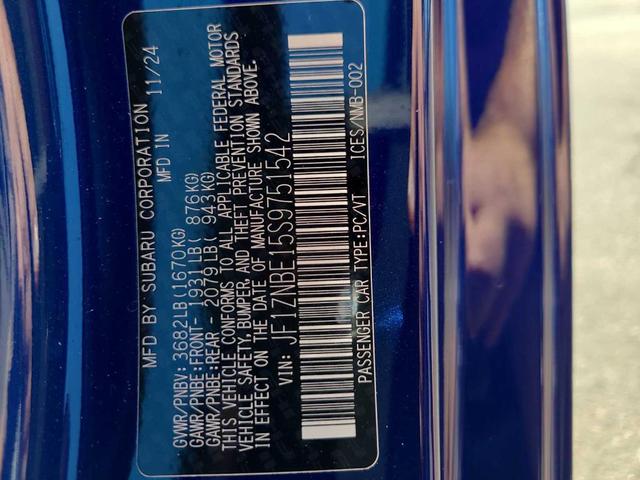 MFD BY SUBARU CORPORATION 11/24
MFD IN
GVWR/PNBV: 3682LB(1670KG)
GAWR/PNBE:FRONT- 1931LB( 876KG)
GAWR/PNBE:REAR- 2079LB( 943KG)
THIS VEHICLE CONFORMS TO ALL APPLICABLE FEDERAL MOTOR
VEHICLE SAFETY, BUMPER, AND THEFT PREVENTION STANDARDS
IN EFFECT ON THE DATE OF MANUFACTURE SHOWN ABOVE.
VIN: JF1ZNBE15S9751542
PASSENGER CAR TYPE:PC/VT ICES/NMB-002